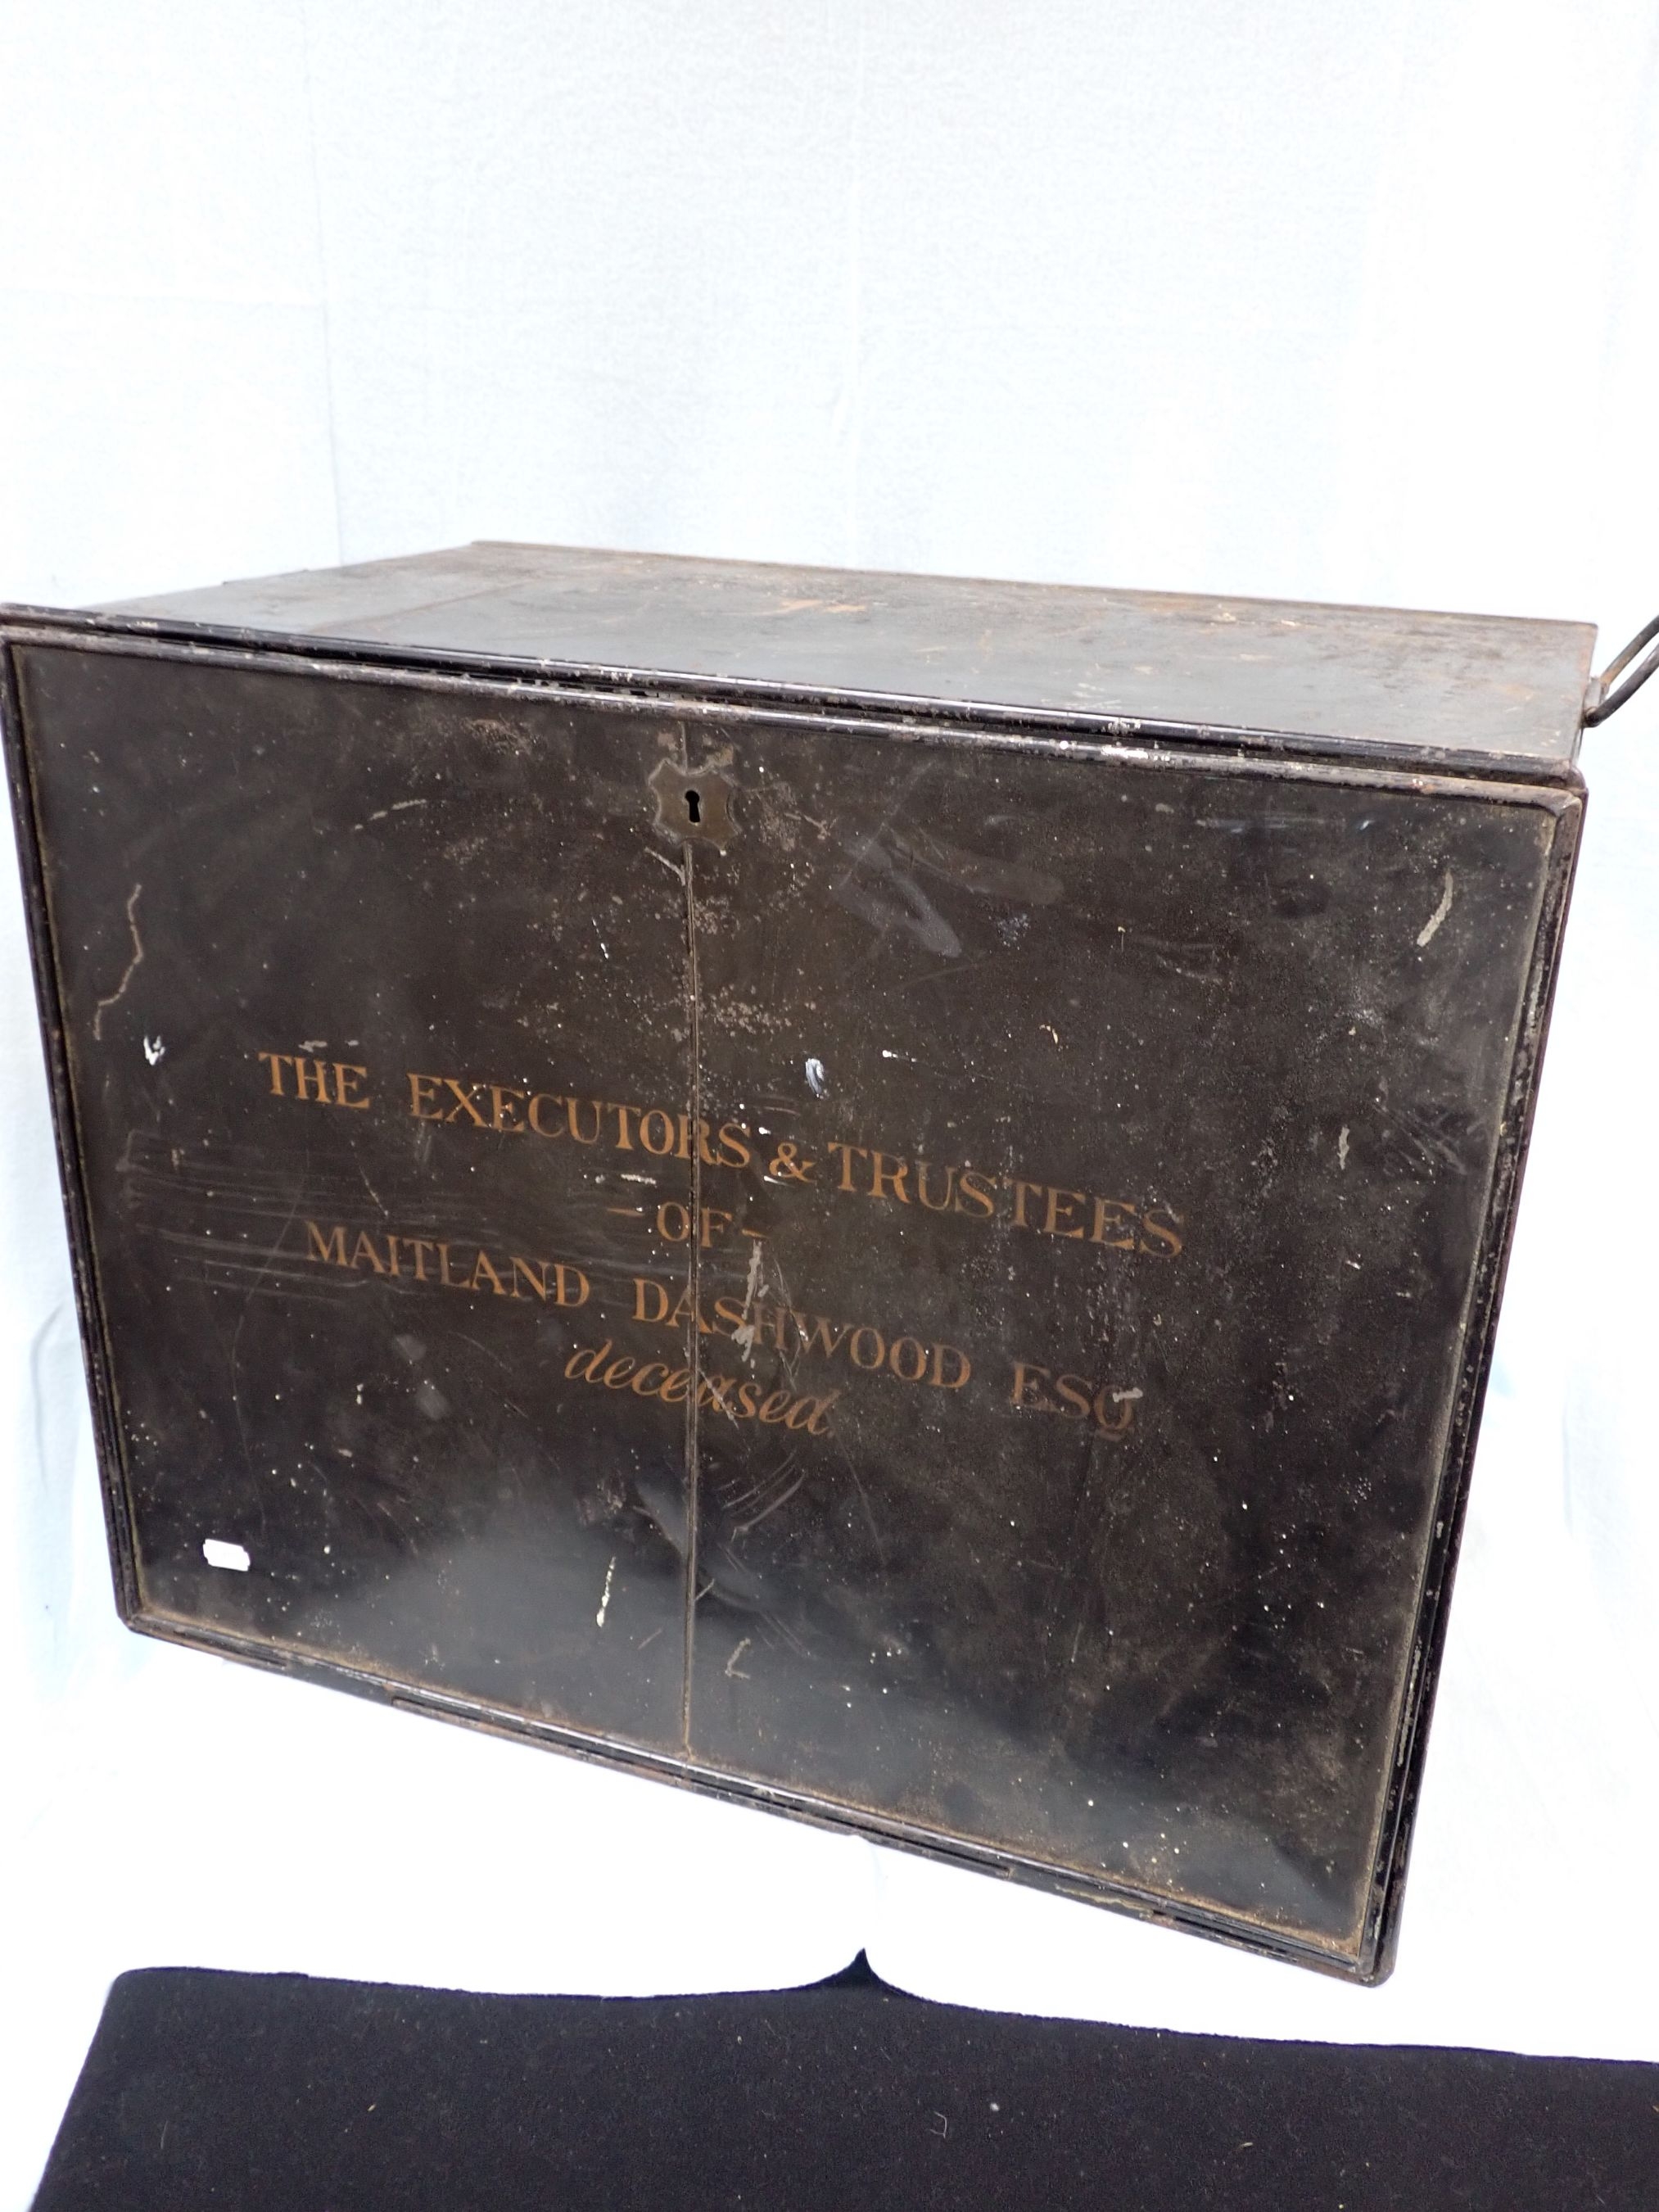 THE EXECUTORS & TRUSTEES
- OF -
MAITLAND DASHWOOD ESQ
deceased.